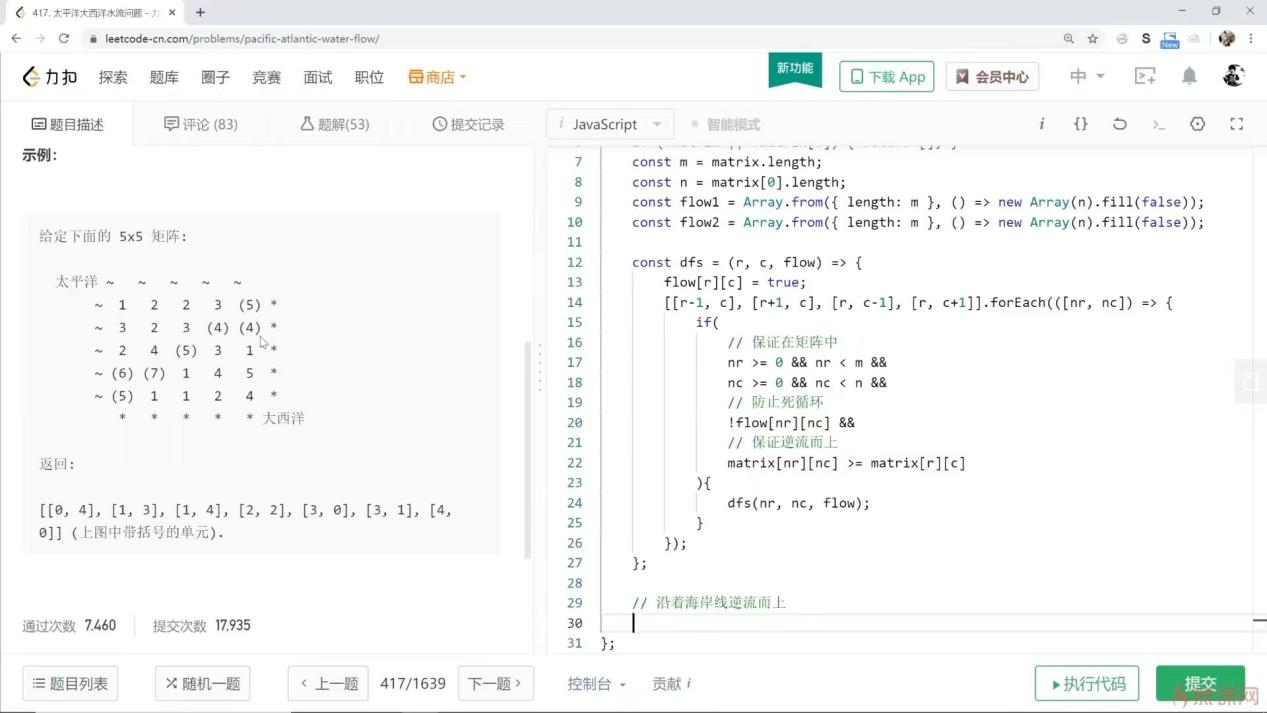 417. 太平洋大西洋水流问题 - 力
leetcode-cn.com/problems/pacific-atlantic-water-flow/
S
New
力扣 探索 题库 圈子 竞赛 面试 职位 商店
新功能
下载 App
会员中心
中
题目描述 评论 (83) 题解(53) 提交记录
i JavaScript 智能模式
示例:
给定下面的 5x5 矩阵:
太平洋 ~ ~ ~ ~ ~
~ 1 2 2 3 (5) *
~ 3 2 3 (4) (4) *
~ 2 4 (5) 3 1 *
~ (6) (7) 1 4 5 *
~ (5) 1 1 2 4 *
* * * * * 大西洋
返回:
[[0, 4], [1, 3], [1, 4], [2, 2], [3, 0], [3, 1], [4,
0]] (上图中带括号的单元).
通过次数 7,460 提交次数 17,935
7 const m = matrix.length;
8 const n = matrix[0].length;
9 const flow1 = Array.from({ length: m }, () => new Array(n).fill(false));
10 const flow2 = Array.from({ length: m }, () => new Array(n).fill(false));
11
12 const dfs = (r, c, flow) => {
13 flow[r][c] = true;
14 [[r-1, c], [r+1, c], [r, c-1], [r, c+1]].forEach(([nr, nc]) => {
15 if(
16 // 保证在矩阵中
17 nr >= 0 && nr < m &&
18 nc >= 0 && nc < n &&
19 // 防止死循环
20 !flow[nr][nc] &&
21 // 保证逆流而上
22 matrix[nr][nc] >= matrix[r][c]
23 ){
24 dfs(nr, nc, flow);
25 }
26 });
27 };
28
29 // 沿着海岸线逆流而上
30
31 };
题目列表 随机一题 上一题 417/1639 下一题
控制台 贡献 i
执行代码 提交
慕课网